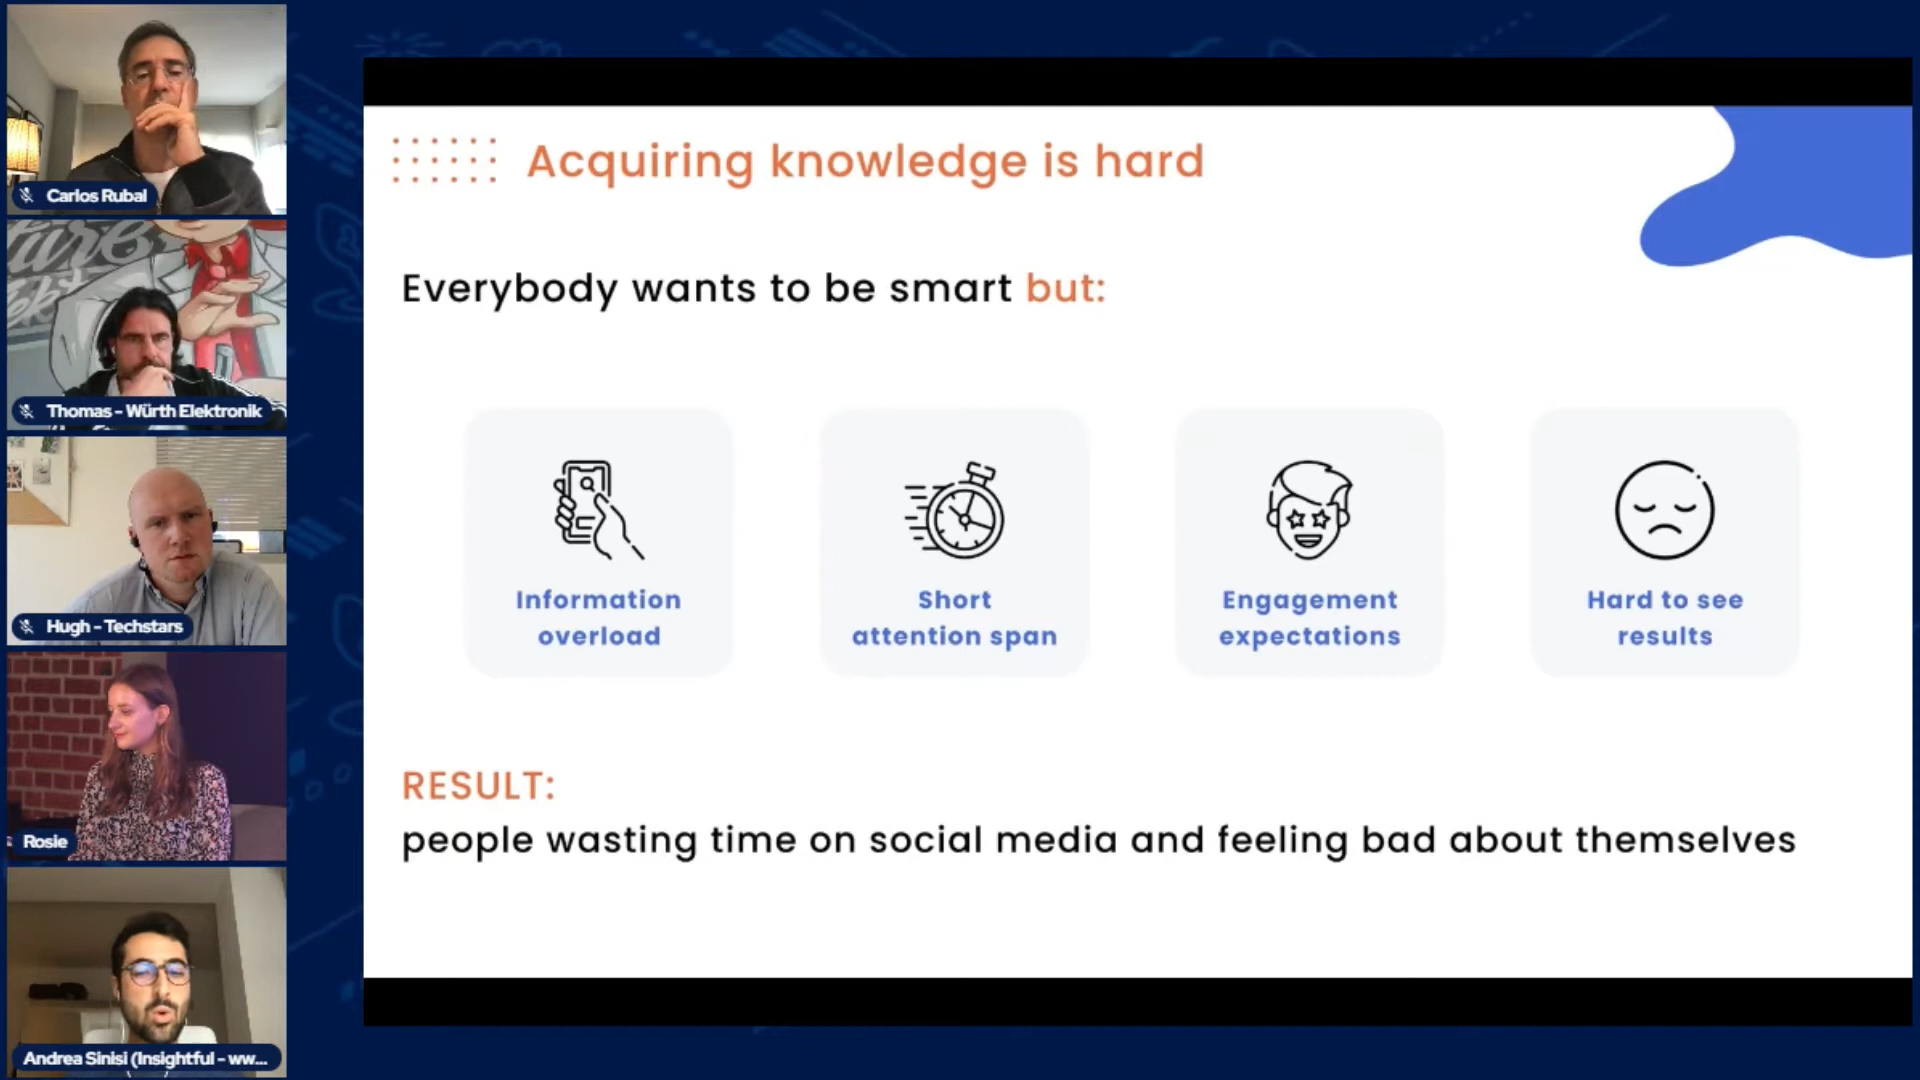 Carlos Rubal
Thomas - Würth Elektronik
Hugh - Techstars
Rosie
Andrea Sinisi (Insightful - ww...
Acquiring knowledge is hard
Everybody wants to be smart but:
Information
overload
Short
attention span
Engagement
expectations
Hard to see
results
RESULT:
people wasting time on social media and feeling bad about themselves